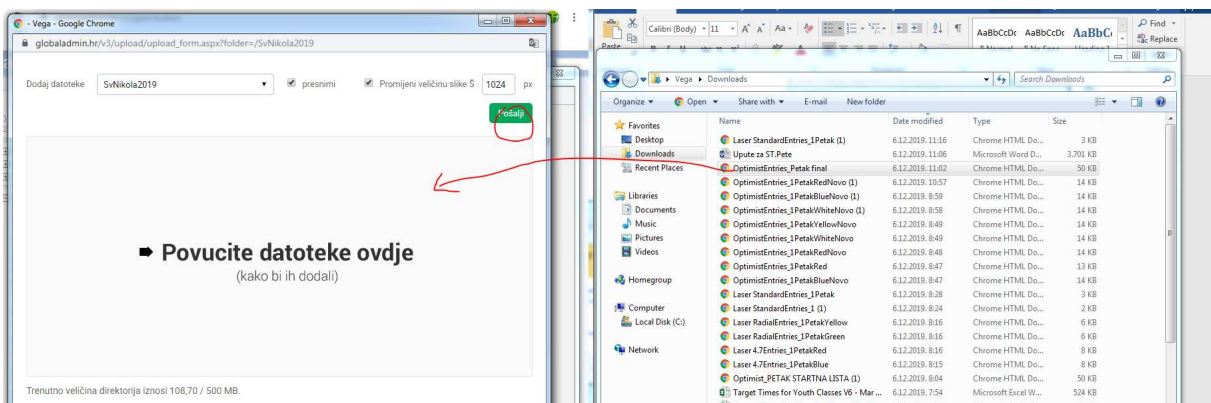 - Vega - Google Chrome
globaladmin.hr/v3/upload/upload_form.aspx?folder=/SvNikola2019
Dodaj datoteke SvNikola2019 presnimi Promijeni veličinu slike Š 1024 px
Pošalji
Povucite datoteke ovdje
(kako bi ih dodali)
Trenutno veličina direktorija iznosi 108,70 / 500 MB.
Calibri (Body) 11 A A Aa AaBbCcDc AaBbCcDc AaBbC Find
Paste Replace
Vega Downloads Search Downloads
Organize Open Share with E-mail New folder
Favorites
Desktop
Downloads
Recent Places
Libraries
Documents
Music
Pictures
Videos
Homegroup
Computer
Local Disk (C:)
Network
Name Date modified Type Size
Laser StandardEntries_1Petak (1) 6.12.2019. 11:16 Chrome HTML Do... 3 KB
Upute za ST.Pete 6.12.2019. 11:06 Microsoft Word D... 3.701 KB
OptimistEntries_Petak final 6.12.2019. 11:02 Chrome HTML Do... 50 KB
OptimistEntries_1PetakRedNovo (1) 6.12.2019. 10:57 Chrome HTML Do... 14 KB
OptimistEntries_1PetakBlueNovo (1) 6.12.2019. 8:59 Chrome HTML Do... 14 KB
OptimistEntries_1PetakWhiteNovo (1) 6.12.2019. 8:58 Chrome HTML Do... 14 KB
OptimistEntries_1PetakYellowNovo 6.12.2019. 8:49 Chrome HTML Do... 14 KB
OptimistEntries_1PetakWhiteNovo 6.12.2019. 8:49 Chrome HTML Do... 14 KB
OptimistEntries_1PetakRedNovo 6.12.2019. 8:48 Chrome HTML Do... 14 KB
OptimistEntries_1PetakRed 6.12.2019. 8:47 Chrome HTML Do... 13 KB
OptimistEntries_1PetakBlueNovo 6.12.2019. 8:47 Chrome HTML Do... 14 KB
Laser StandardEntries_1Petak 6.12.2019. 8:28 Chrome HTML Do... 3 KB
Laser StandardEntries_1 (1) 6.12.2019. 8:24 Chrome HTML Do... 2 KB
Laser RadialEntries_1PetakYellow 6.12.2019. 8:16 Chrome HTML Do... 6 KB
Laser RadialEntries_1PetakGreen 6.12.2019. 8:16 Chrome HTML Do... 6 KB
Laser 4.7Entries_1PetakRed 6.12.2019. 8:16 Chrome HTML Do... 8 KB
Laser 4.7Entries_1PetakBlue 6.12.2019. 8:15 Chrome HTML Do... 8 KB
Optimist_PETAK STARTNA LISTA (1) 6.12.2019. 8:04 Chrome HTML Do... 50 KB
Target Times for Youth Classes V6 - Mar ... 6.12.2019. 7:54 Microsoft Excel W... 524 KB